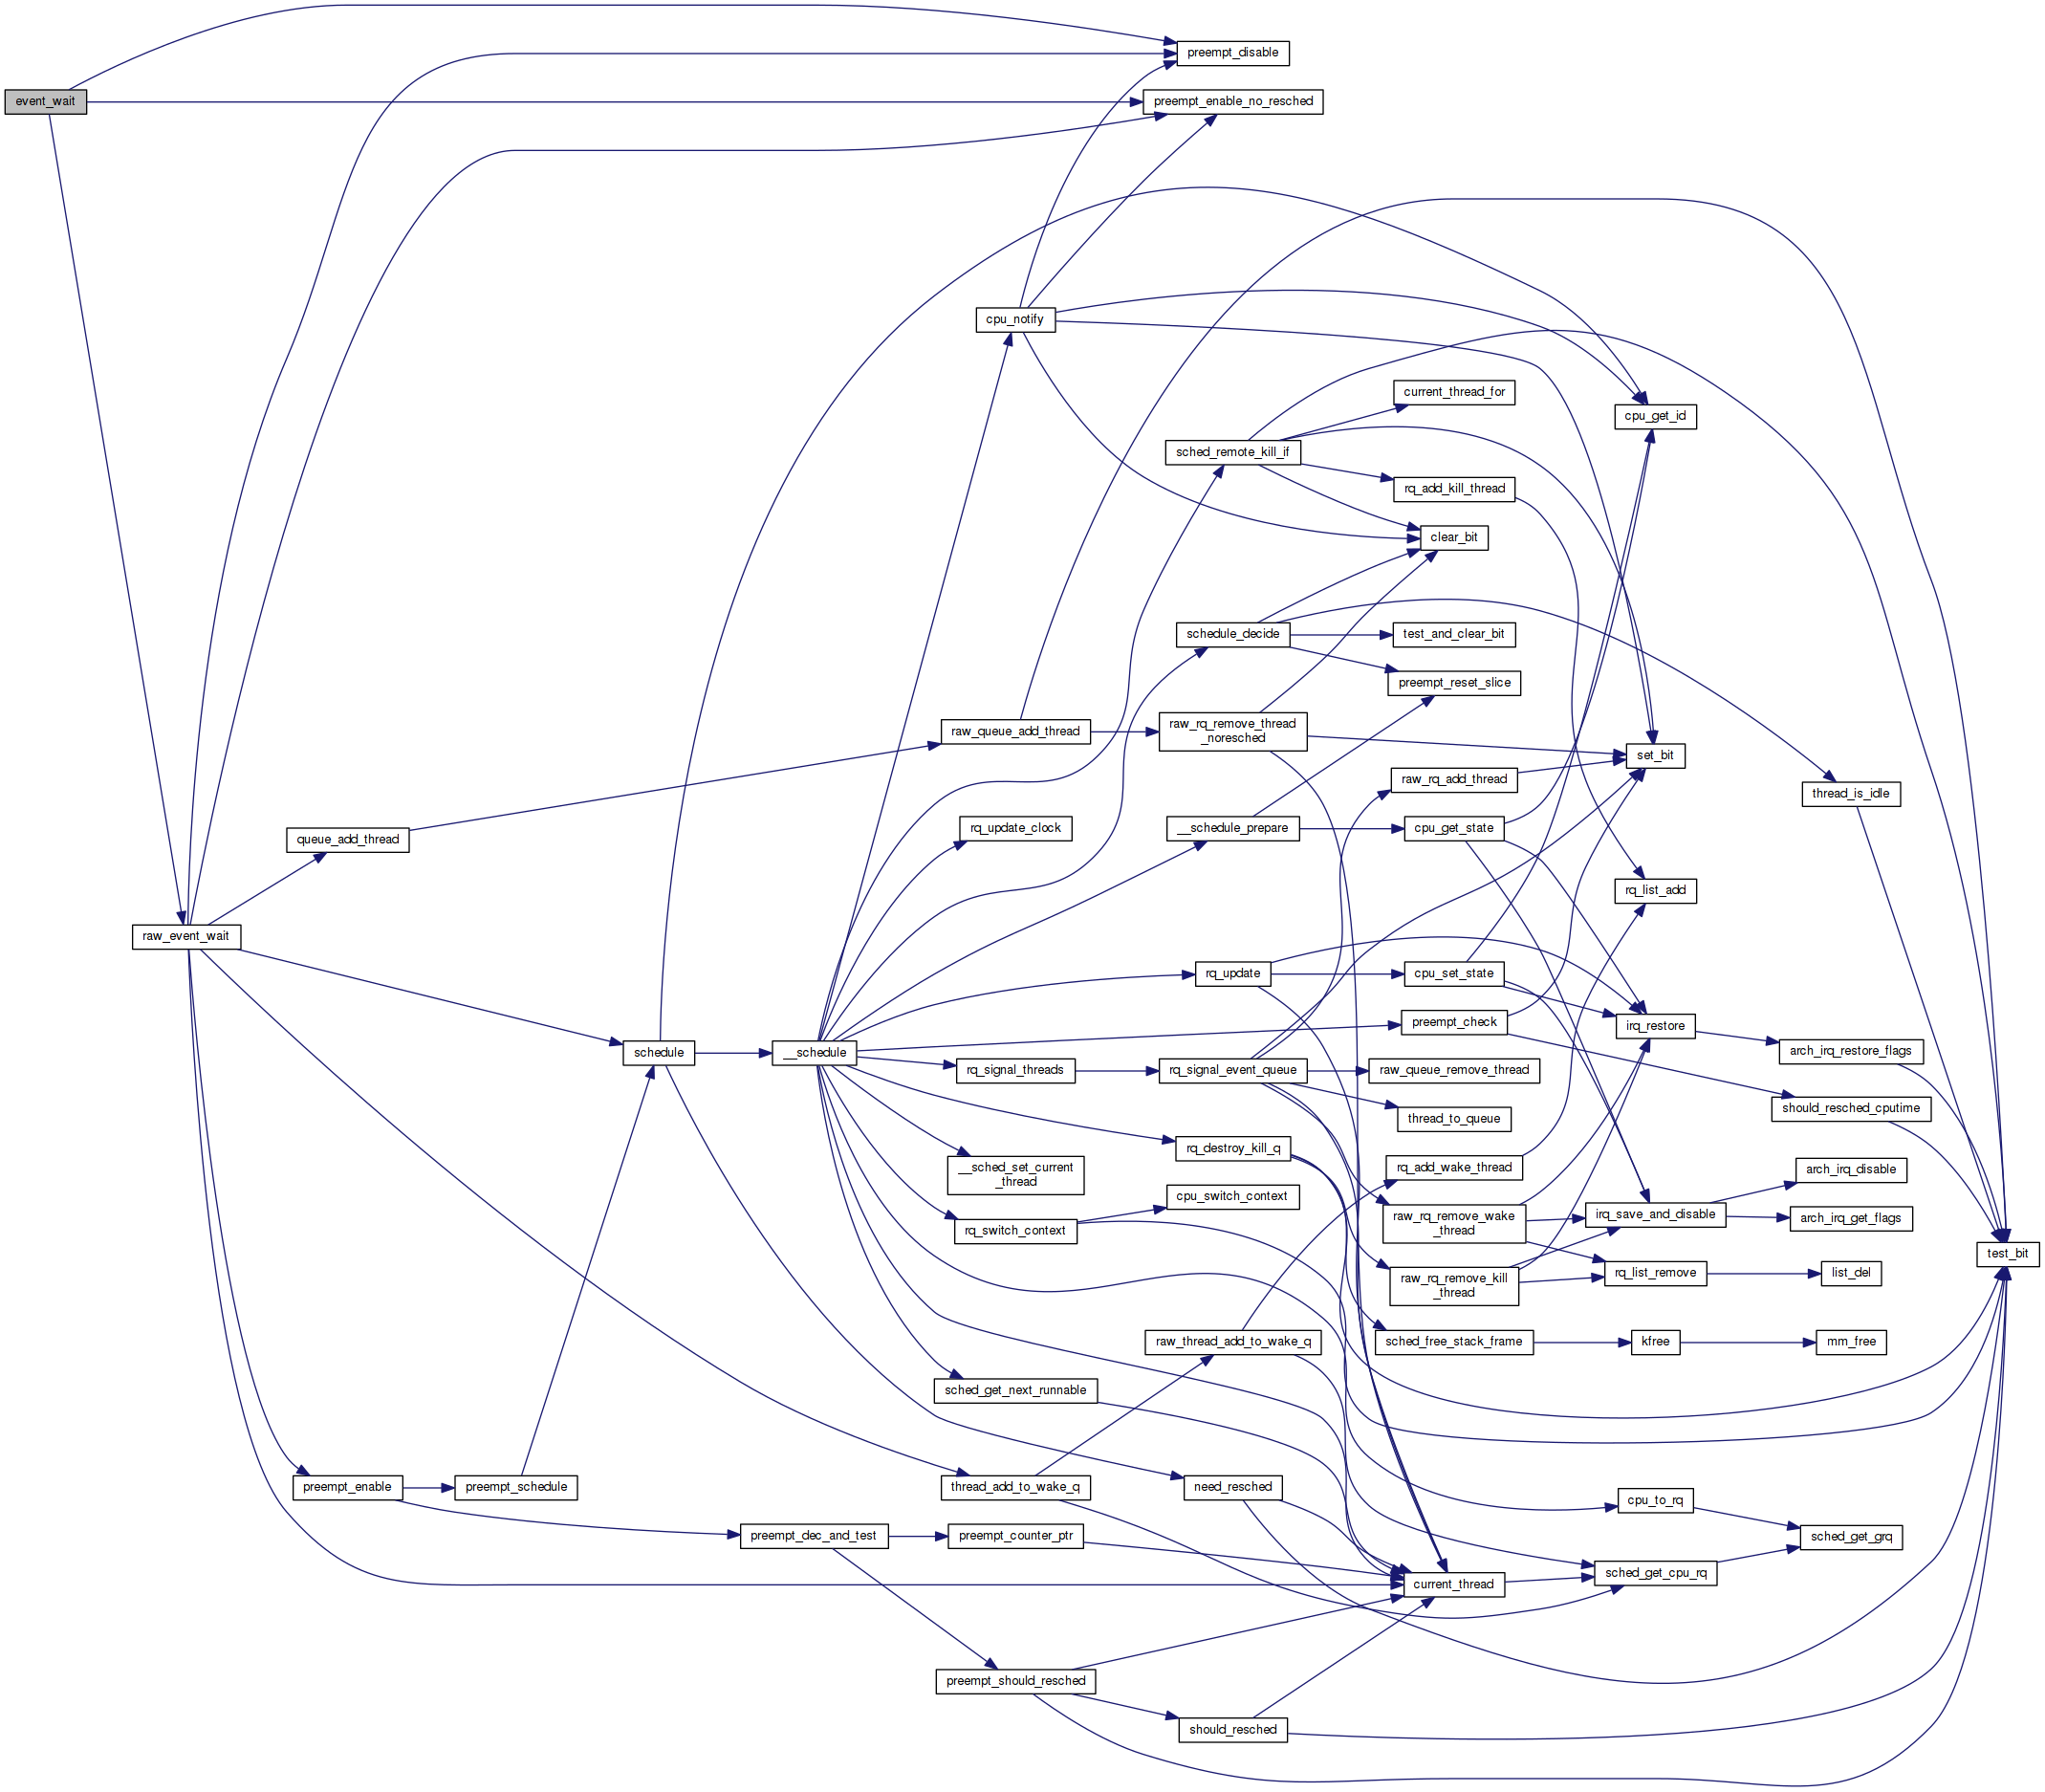 event_wait
preempt_disable
preempt_enable_no_resched
cpu_notify
current_thread_for
cpu_get_id
sched_remote_kill_if
rq_add_kill_thread
clear_bit
schedule_decide
test_and_clear_bit
preempt_reset_slice
raw_queue_add_thread
raw_rq_remove_thread
_noresched
set_bit
raw_rq_add_thread
thread_is_idle
queue_add_thread
rq_update_clock
__schedule_prepare
cpu_get_state
rq_list_add
raw_event_wait
rq_update
cpu_set_state
preempt_check
irq_restore
schedule
__schedule
arch_irq_restore_flags
rq_signal_threads
rq_signal_event_queue
raw_queue_remove_thread
should_resched_cputime
thread_to_queue
rq_destroy_kill_q
rq_add_wake_thread
arch_irq_disable
__sched_set_current
_thread
cpu_switch_context
rq_switch_context
raw_rq_remove_wake
_thread
irq_save_and_disable
arch_irq_get_flags
test_bit
raw_rq_remove_kill
_thread
rq_list_remove
list_del
raw_thread_add_to_wake_q
sched_free_stack_frame
kfree
mm_free
sched_get_next_runnable
preempt_enable
preempt_schedule
thread_add_to_wake_q
need_resched
cpu_to_rq
preempt_dec_and_test
preempt_counter_ptr
sched_get_grq
current_thread
sched_get_cpu_rq
preempt_should_resched
should_resched